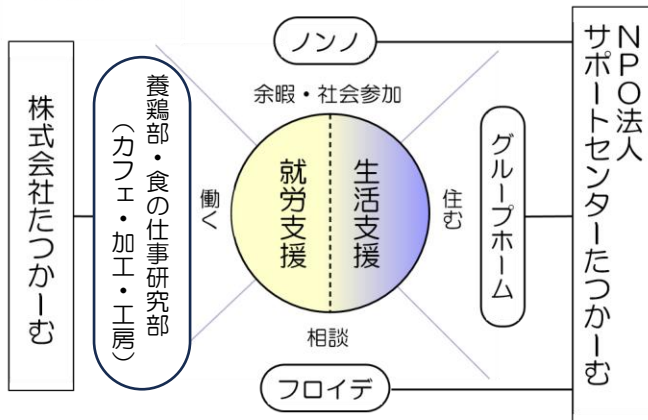 ノンノ
余暇・社会参加
株式会社たつかーむ
養鶏部・食の仕事研究部
（カフェ・加工・工房）
働く
就労支援
生活支援
住む
グループホーム
NPO法人
サポートセンターたつかーむ
相談
フロイデ